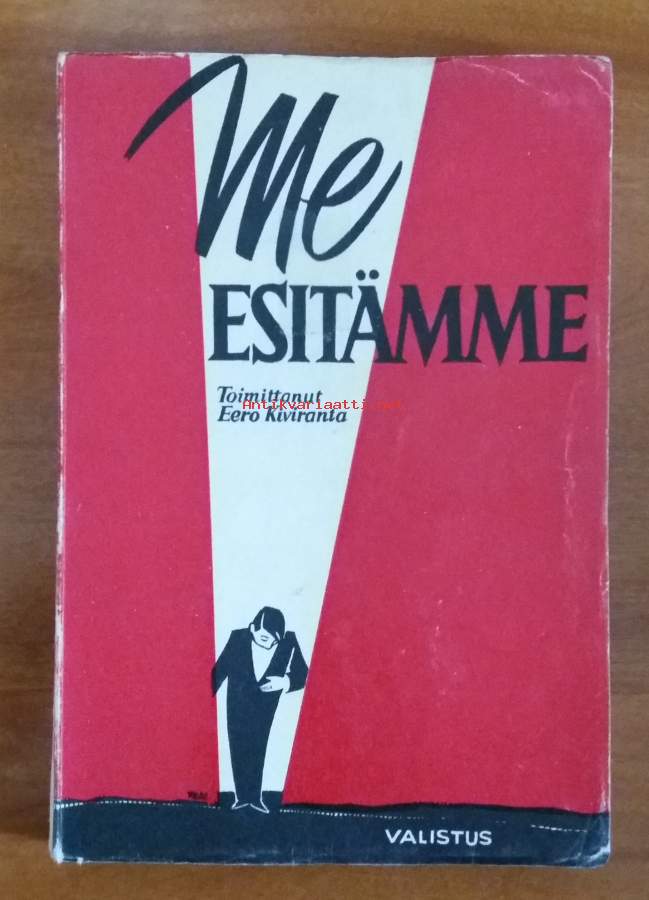 Me
ESITÄMME
Toimittanut
Antikvariaatti.net
Eero Kiviranta
VALISTUS